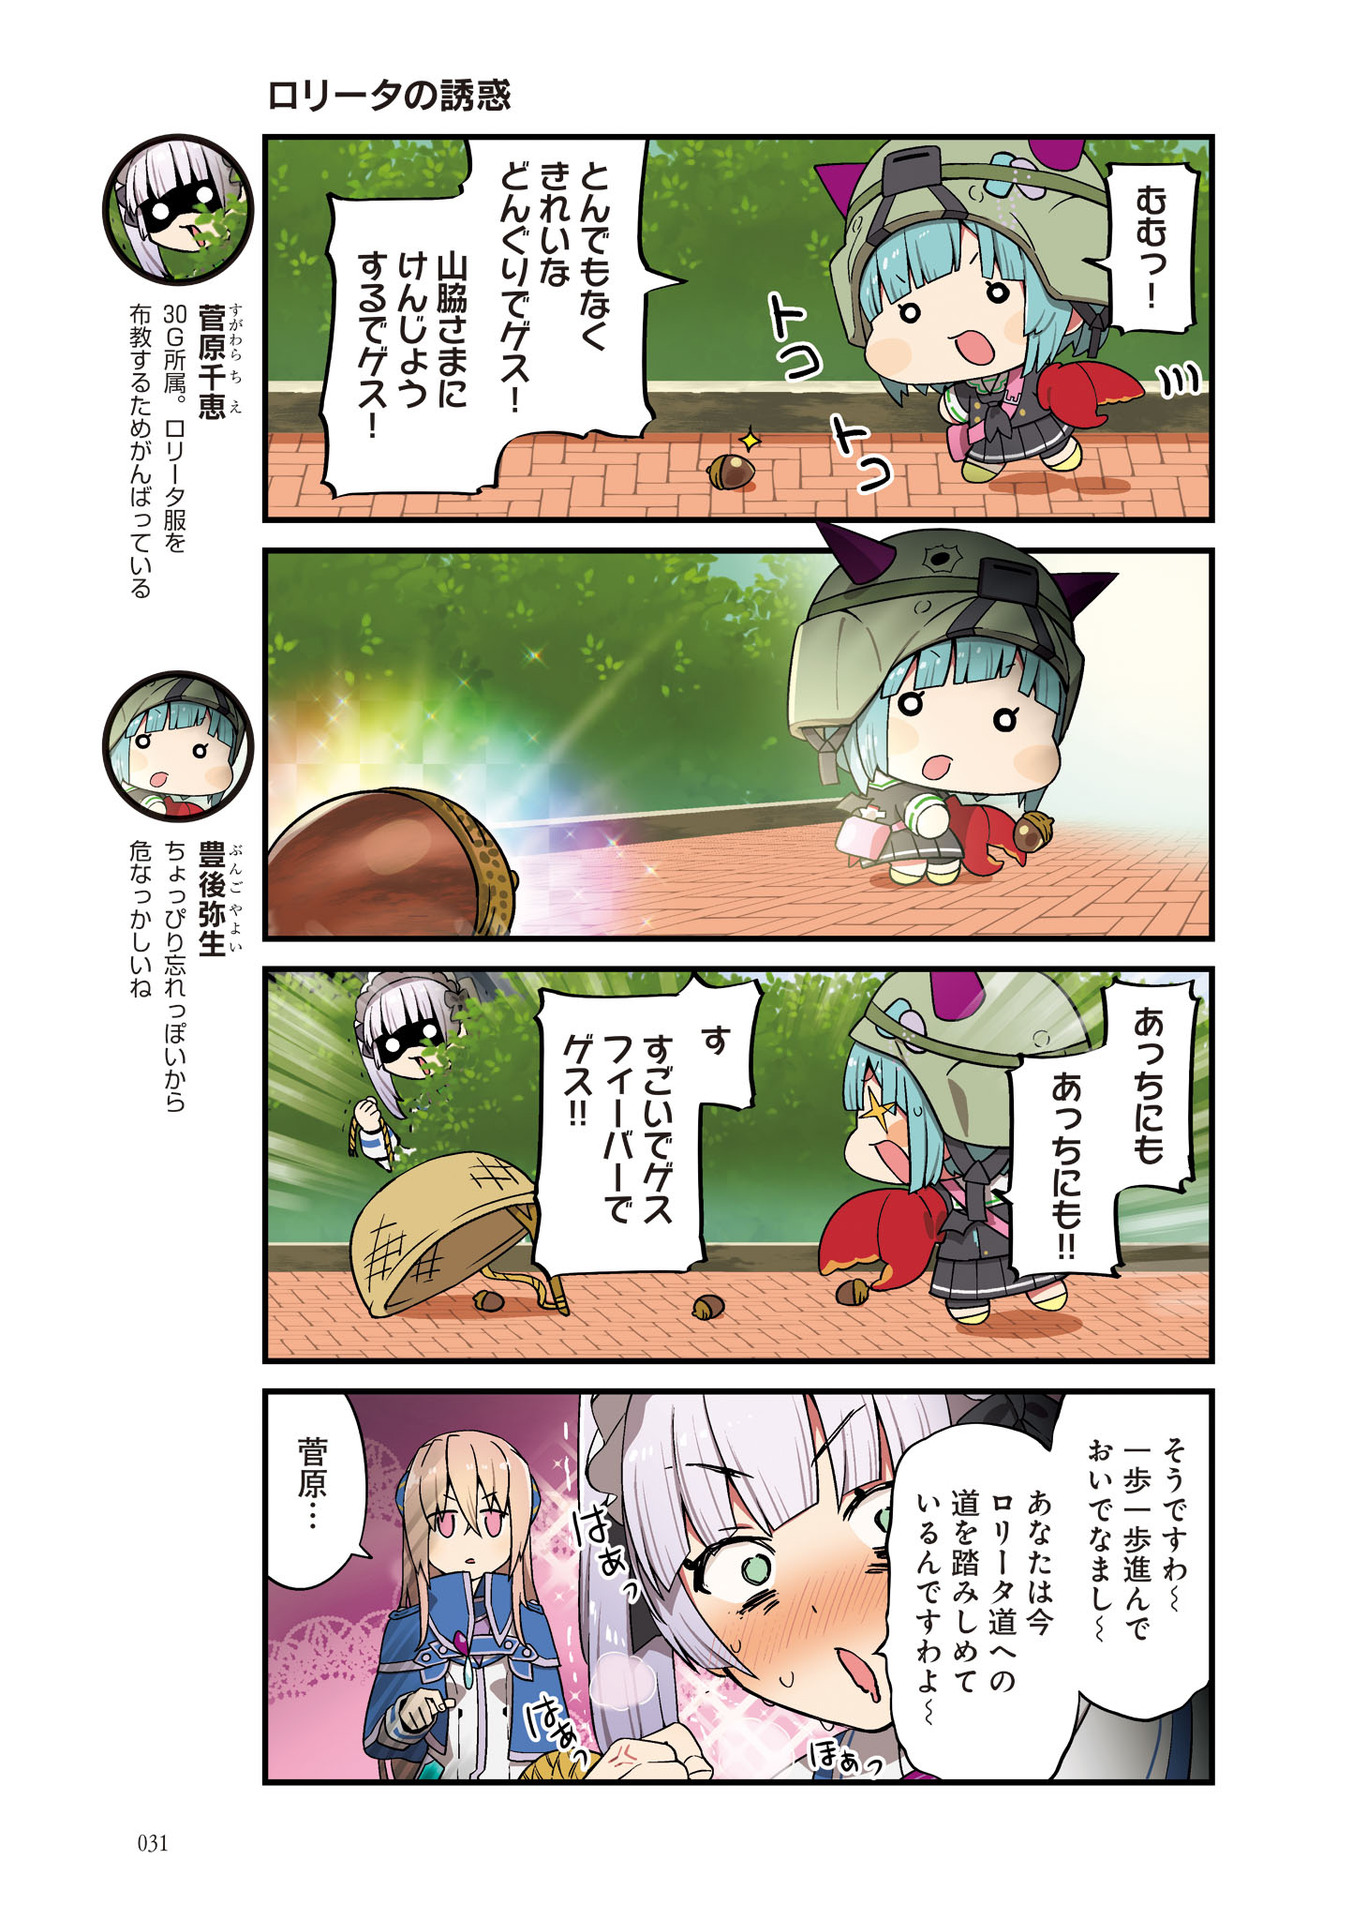 ロリータの誘惑
むむっ！
トコ
トコ
とんでもなく
きれいな
どんぐりでゲス！
山脇さまに
けんじょう
するでゲス！
あっちにも
あっちにも!!
す
すごいでゲス
フィーバーで
ゲス!!
そうですわ～
一歩一歩進んで
おいでなまし～
あなたは今
ロリータ道への
道を踏みしめて
いるんですわよ～
はぁっ
はぁっ
ほぁっ
菅原…
菅原千恵
すがわら ちえ
30G所属。ロリータ服を
布教するためがんばっている
豊後弥生
ぶんご やよい
ちょっぴり忘れっぽいから
危なっかしいね
031